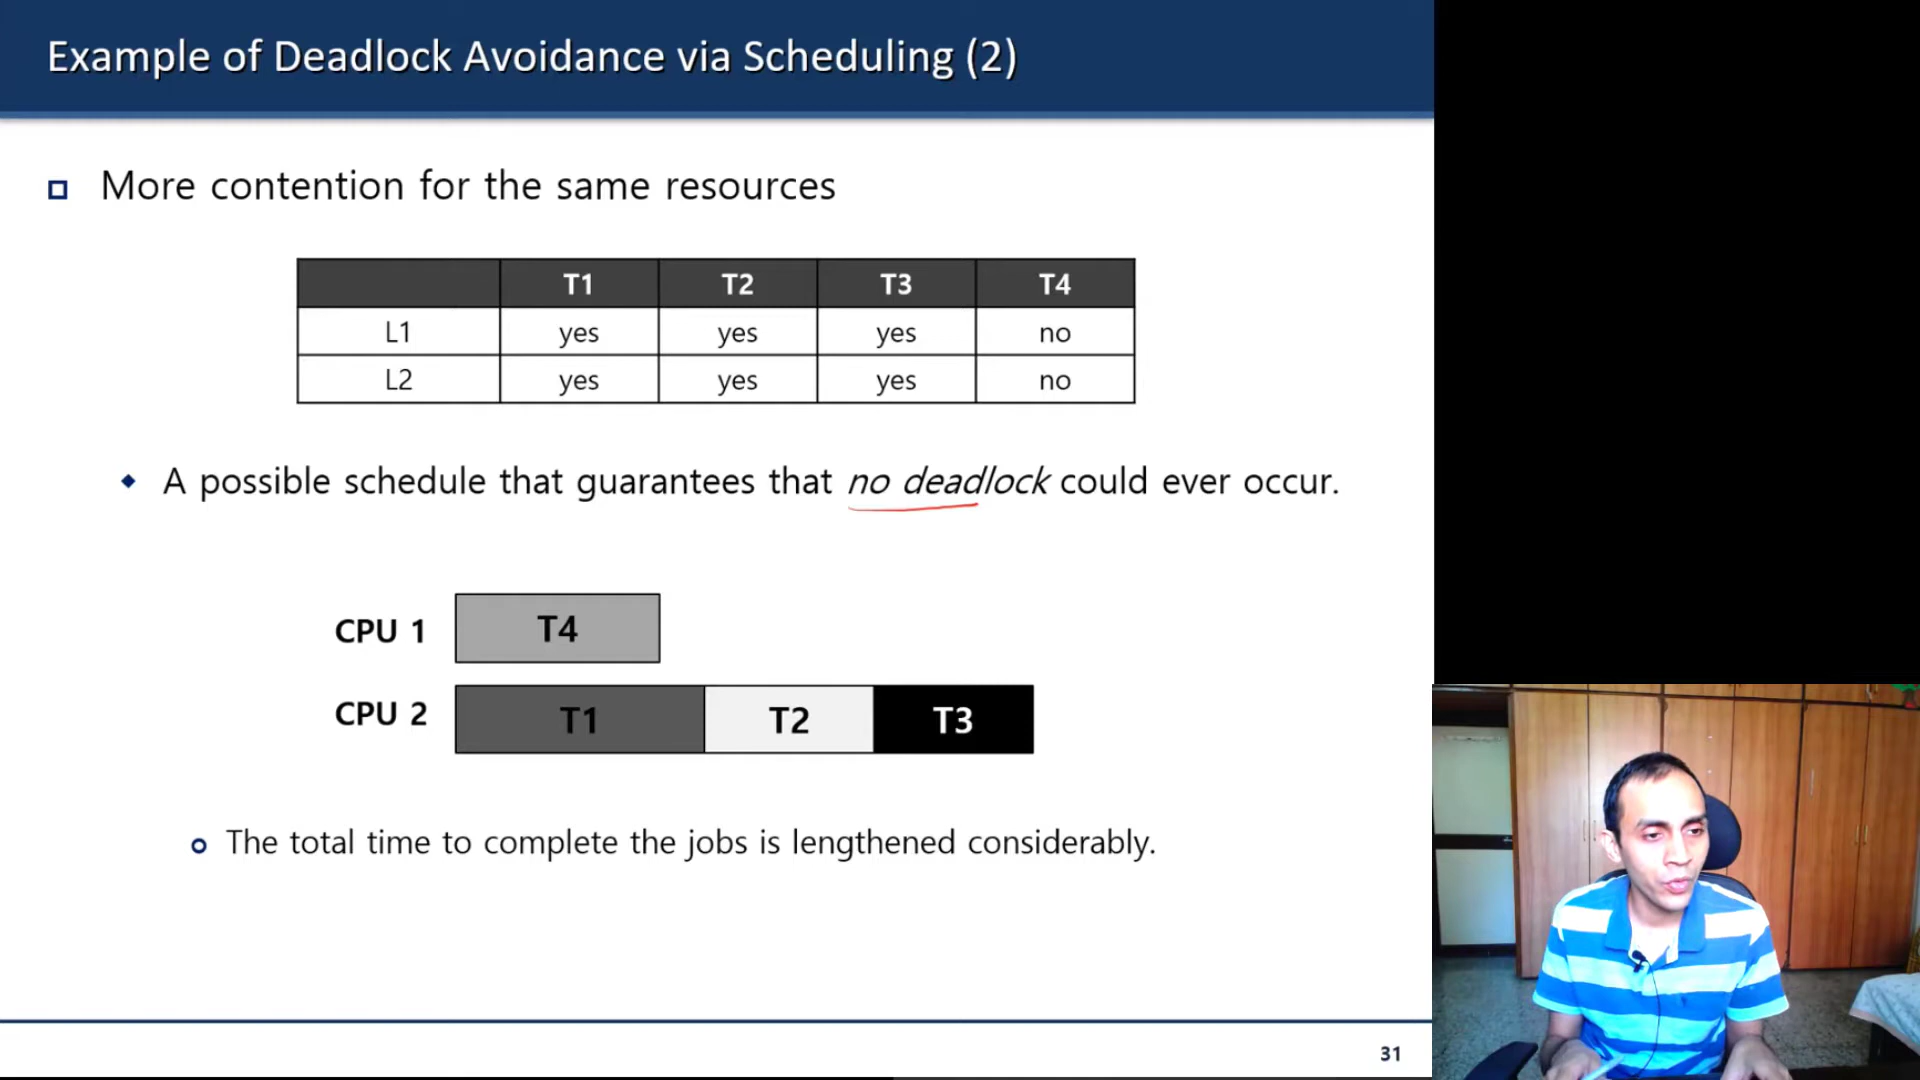 Example of Deadlock Avoidance via Scheduling (2)
More contention for the same resources
T1 T2 T3 T4
L1 yes yes yes no
L2 yes yes yes no
A possible schedule that guarantees that no deadlock could ever occur.
CPU 1 T4
CPU 2 T1 T2 T3
The total time to complete the jobs is lengthened considerably.
31